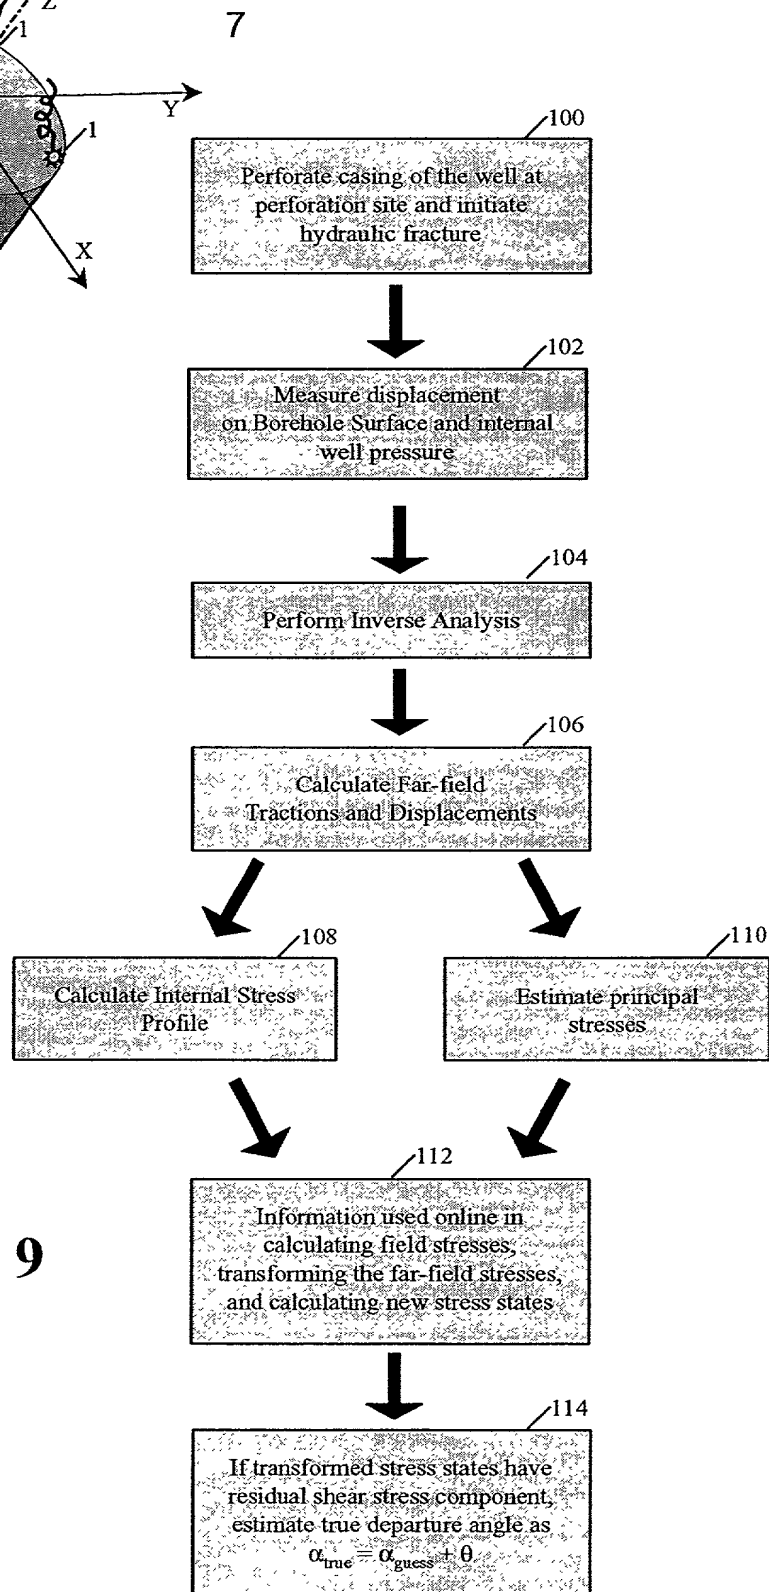 Z
1
7
Y
1
X
100
Perforate casing of the well at
perforation site and initiate
hydraulic fracture
102
Measure displacement
on Borehole Surface and internal
well pressure
104
Perform Inverse Analysis
106
Calculate Far-field
Tractions and Displacements
108
Calculate Internal Stress
Profile
110
Estimate principal
stresses
112
Information used online in
calculating field stresses,
transforming the far-field stresses,
and calculating new stress states
9
114
If transformed stress states have
residual shear stress component,
estimate true departure angle as
α_true = α_guess + θ